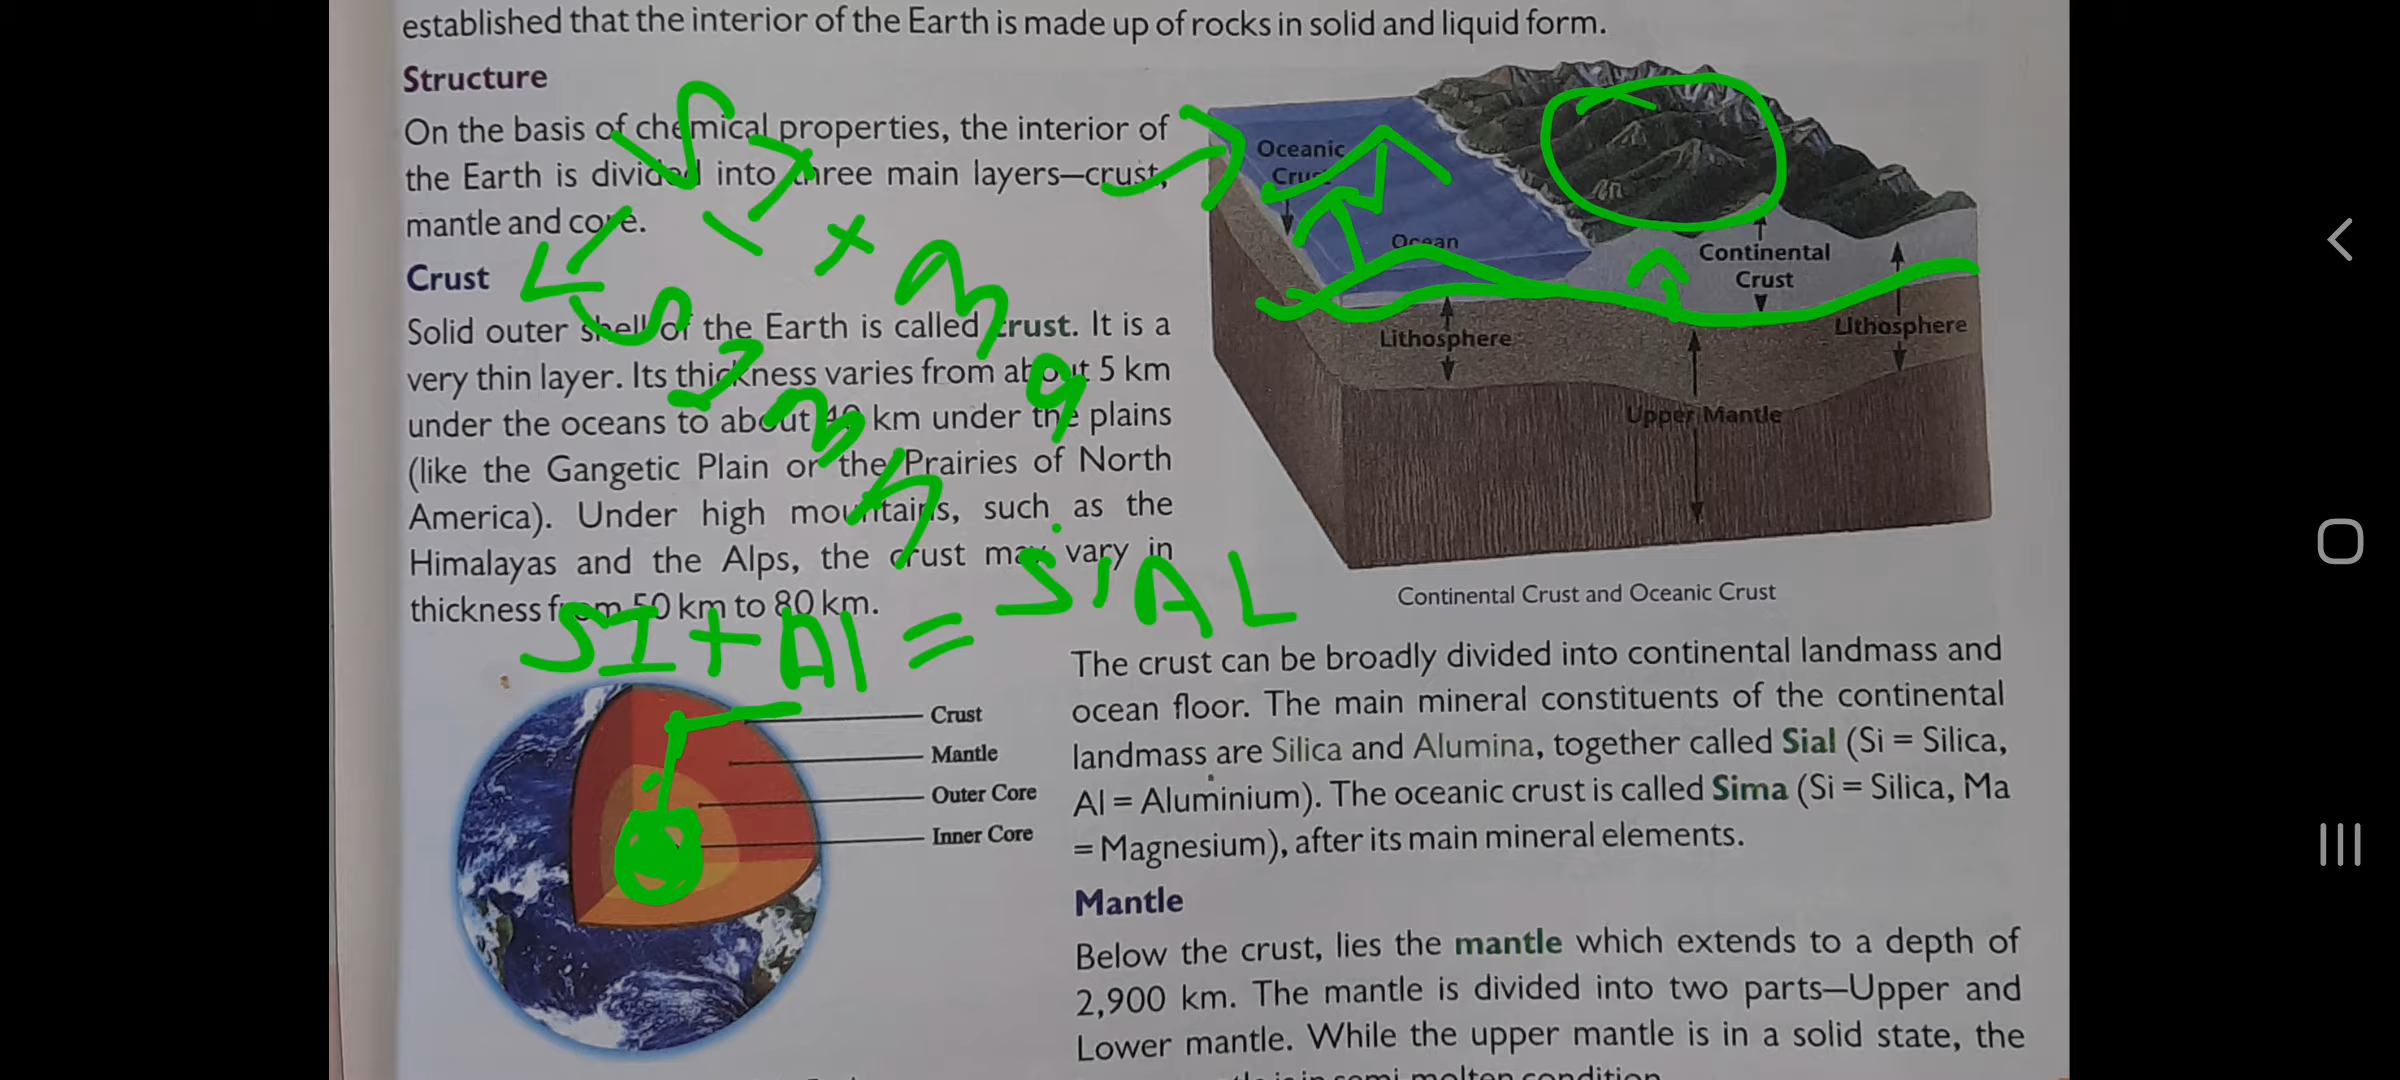 established that the interior of the Earth is made up of rocks in solid and liquid form.
Structure
On the basis of chemical properties, the interior of
the Earth is divided into three main layers—crust,
mantle and core.
Crust
Solid outer shell of the Earth is called crust. It is a
very thin layer. Its thickness varies from about 5 km
under the oceans to about km under the plains
(like the Gangetic Plain or the Prairies of North
America). Under high mountains, such as the
Himalayas and the Alps, the crust may vary in
thickness from 50 km to 80 km.
SI + mg
SI + Al = SiAL
Crust
Mantle
Outer Core
Inner Core
Oceanic
Crust
Ocean
Continental
Crust
Lithosphere
Lithosphere
Upper Mantle
Continental Crust and Oceanic Crust
The crust can be broadly divided into continental landmass and
ocean floor. The main mineral constituents of the continental
landmass are Silica and Alumina, together called Sial (Si = Silica,
Al = Aluminium). The oceanic crust is called Sima (Si = Silica, Ma
= Magnesium), after its main mineral elements.
Mantle
Below the crust, lies the mantle which extends to a depth of
2,900 km. The mantle is divided into two parts—Upper and
Lower mantle. While the upper mantle is in a solid state, the
is in semi molten condition